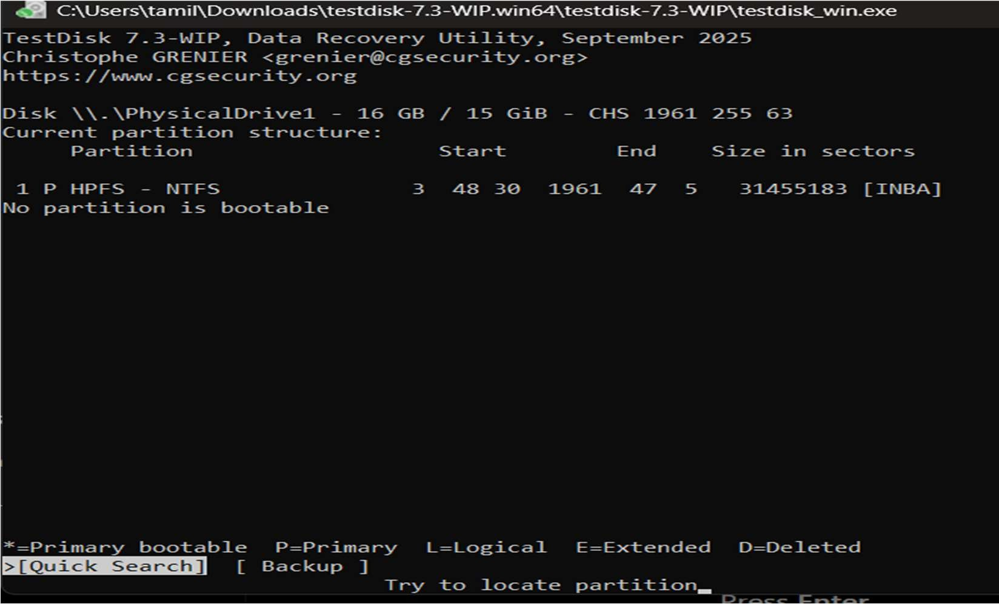 C:\Users\tamil\Downloads\testdisk-7.3-WIP.win64\testdisk-7.3-WIP\testdisk_win.exe
TestDisk 7.3-WIP, Data Recovery Utility, September 2025
Christophe GRENIER <grenier@cgsecurity.org>
https://www.cgsecurity.org
Disk \\.\PhysicalDrive1 - 16 GB / 15 GiB - CHS 1961 255 63
Current partition structure:
Partition Start End Size in sectors
1 P HPFS - NTFS 3 48 30 1961 47 5 31455183 [INBA]
No partition is bootable
*=Primary bootable P=Primary L=Logical E=Extended D=Deleted
>[Quick Search] [ Backup ]
Try to locate partition_
Press Enter